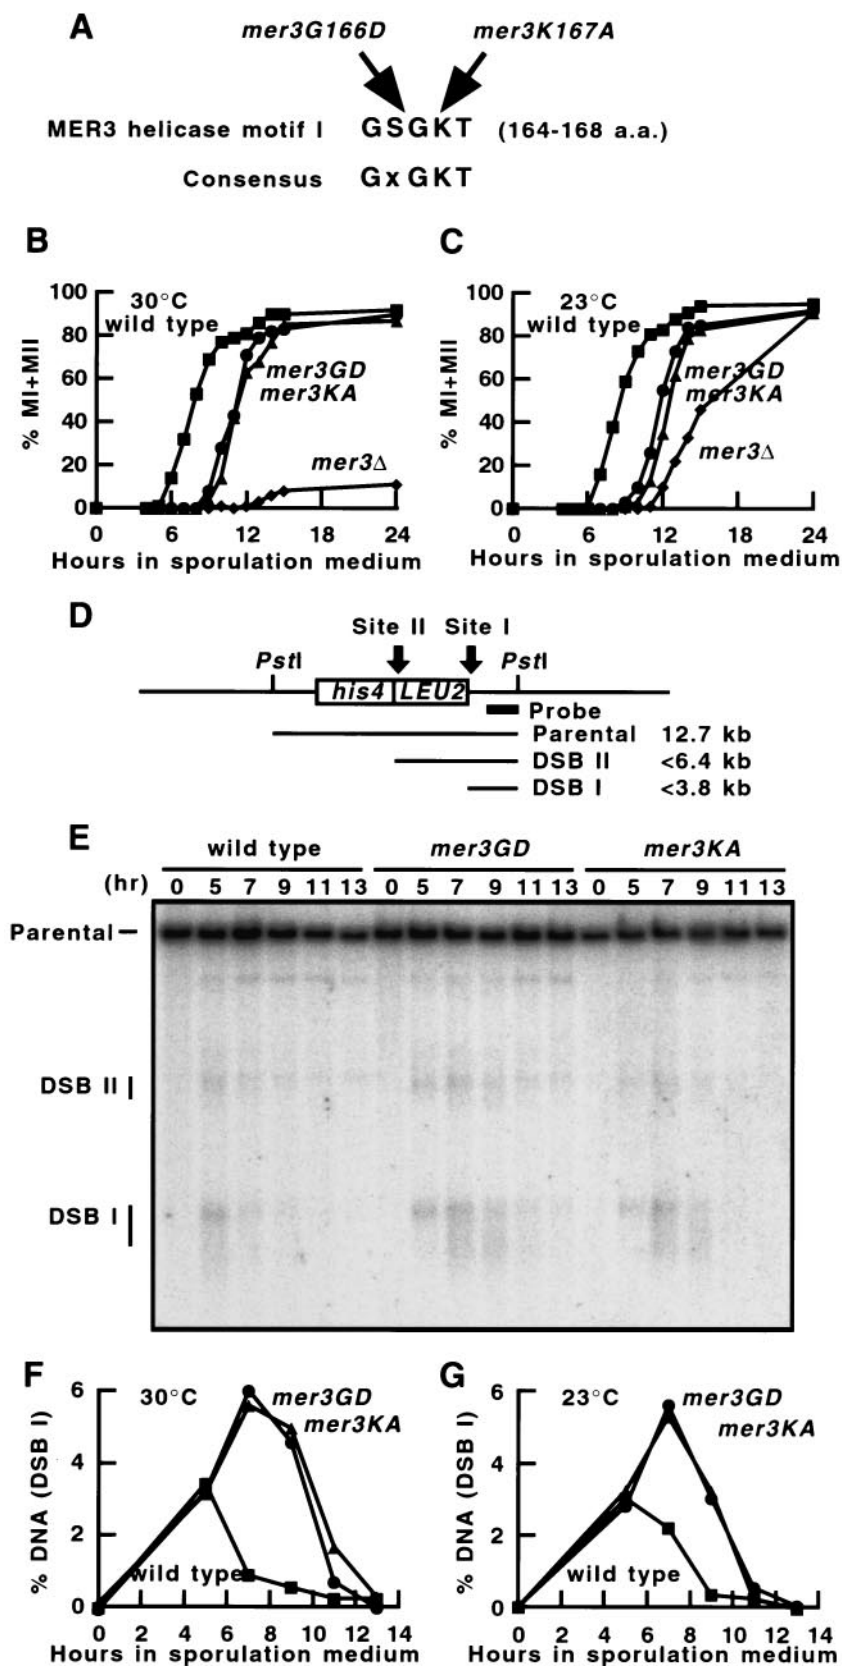 A
mer3G166D mer3K167A
MER3 helicase motif I GSGKT (164-168 a.a.)
Consensus GxGKT
B
% MI+MII
100
80
60
40
20
0
30°C
wild type
mer3GD
mer3KA
mer3Δ
0 6 12 18 24
Hours in sporulation medium
C
% MI+MII
100
80
60
40
20
0
23°C
wild type
mer3GD
mer3KA
mer3Δ
0 6 12 18 24
Hours in sporulation medium
D
Site II Site I
PstI PstI
his4 LEU2
Probe
Parental 12.7 kb
DSB II <6.4 kb
DSB I <3.8 kb
E
wild type mer3GD mer3KA
(hr) 0 5 7 9 11 13 0 5 7 9 11 13 0 5 7 9 11 13
Parental
DSB II
DSB I
F
% DNA (DSB I)
6
4
2
0
30°C
mer3GD
mer3KA
wild type
0 2 4 6 8 10 12 14
Hours in sporulation medium
G
% DNA (DSB I)
6
4
2
0
23°C
mer3GD
mer3KA
wild type
0 2 4 6 8 10 12 14
Hours in sporulation medium